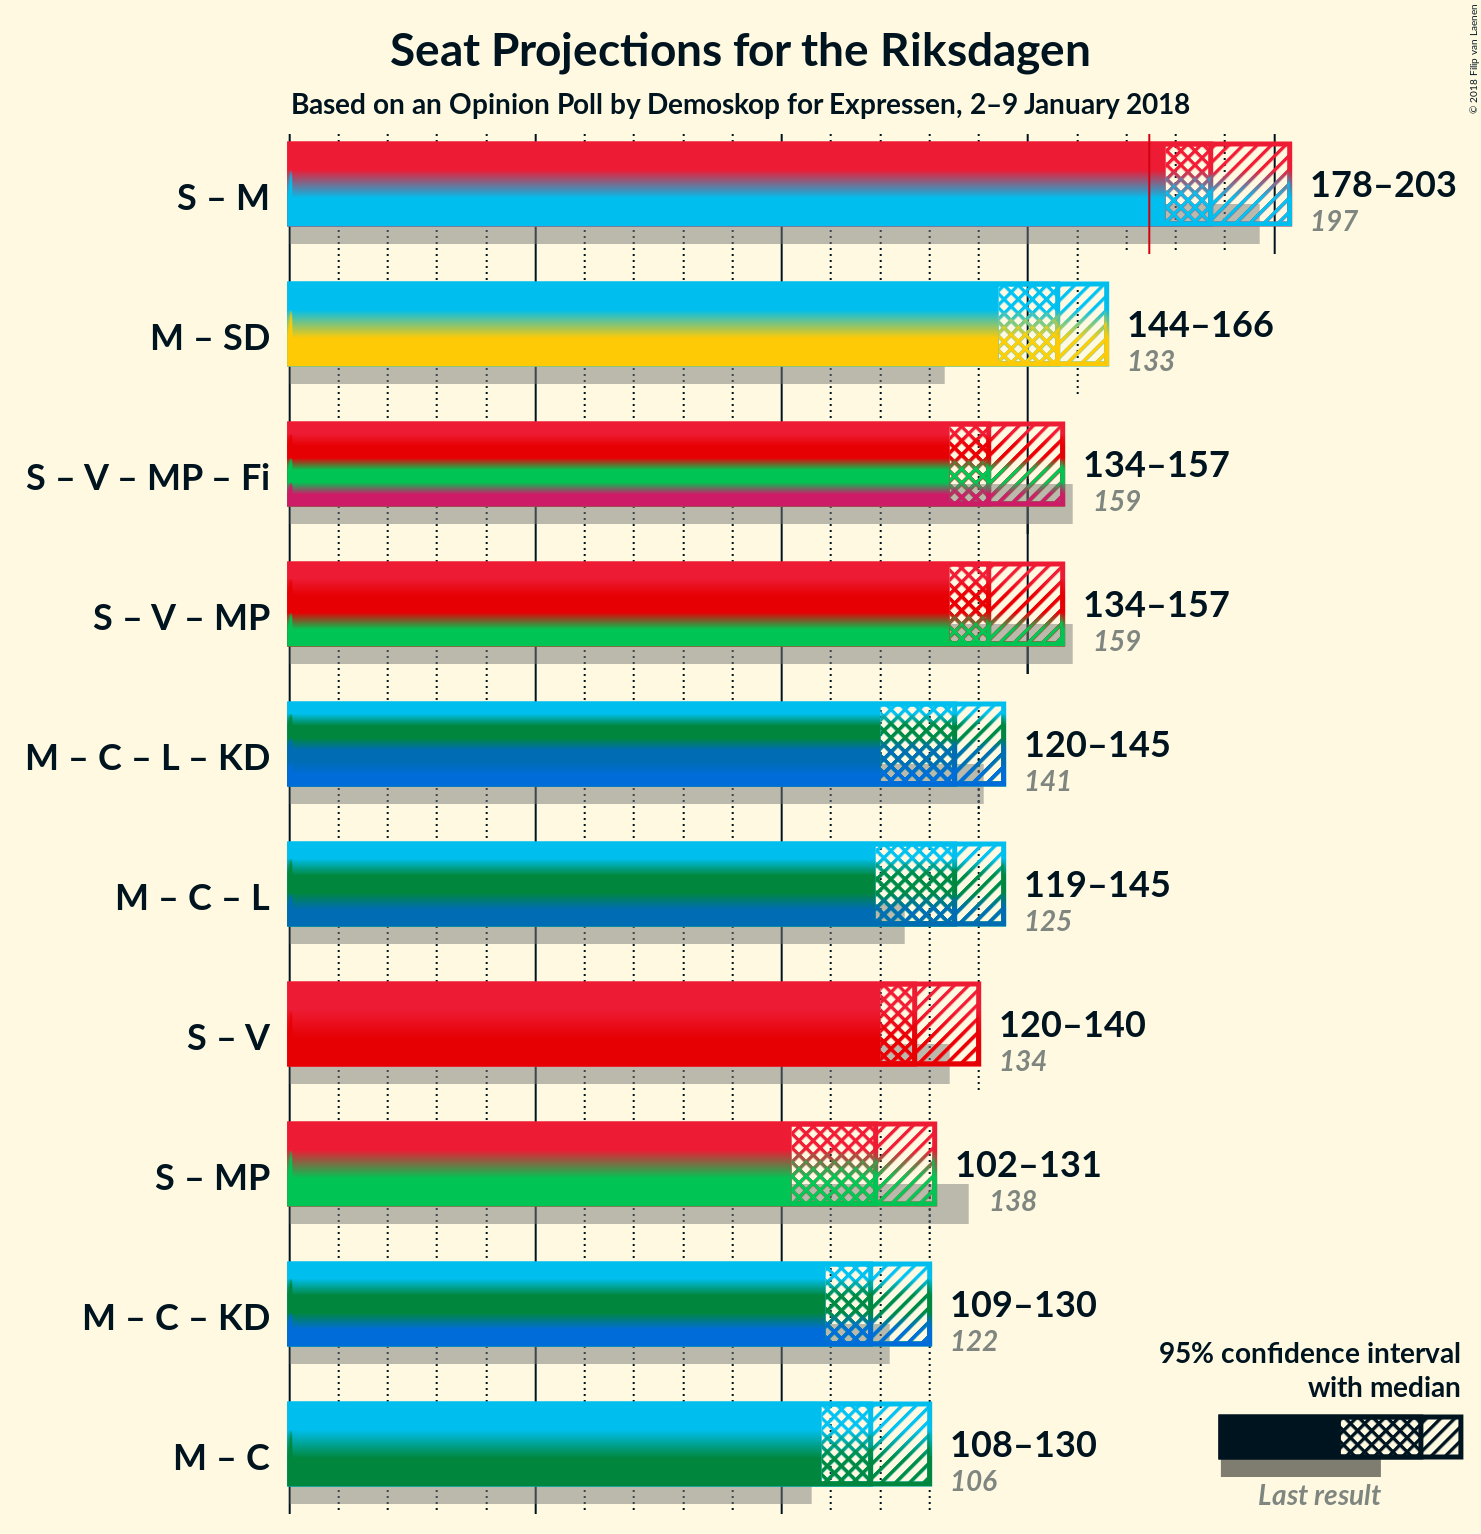 Seat Projections for the Riksdagen
Based on an Opinion Poll by Demoskop for Expressen, 2–9 January 2018
© 2018 Filip van Laenen
S – M
178–203
197
M – SD
144–166
133
S – V – MP – Fi
134–157
159
S – V – MP
134–157
159
M – C – L – KD
120–145
141
M – C – L
119–145
125
S – V
120–140
134
S – MP
102–131
138
M – C – KD
109–130
122
M – C
108–130
106
95% confidence interval
with median
Last result